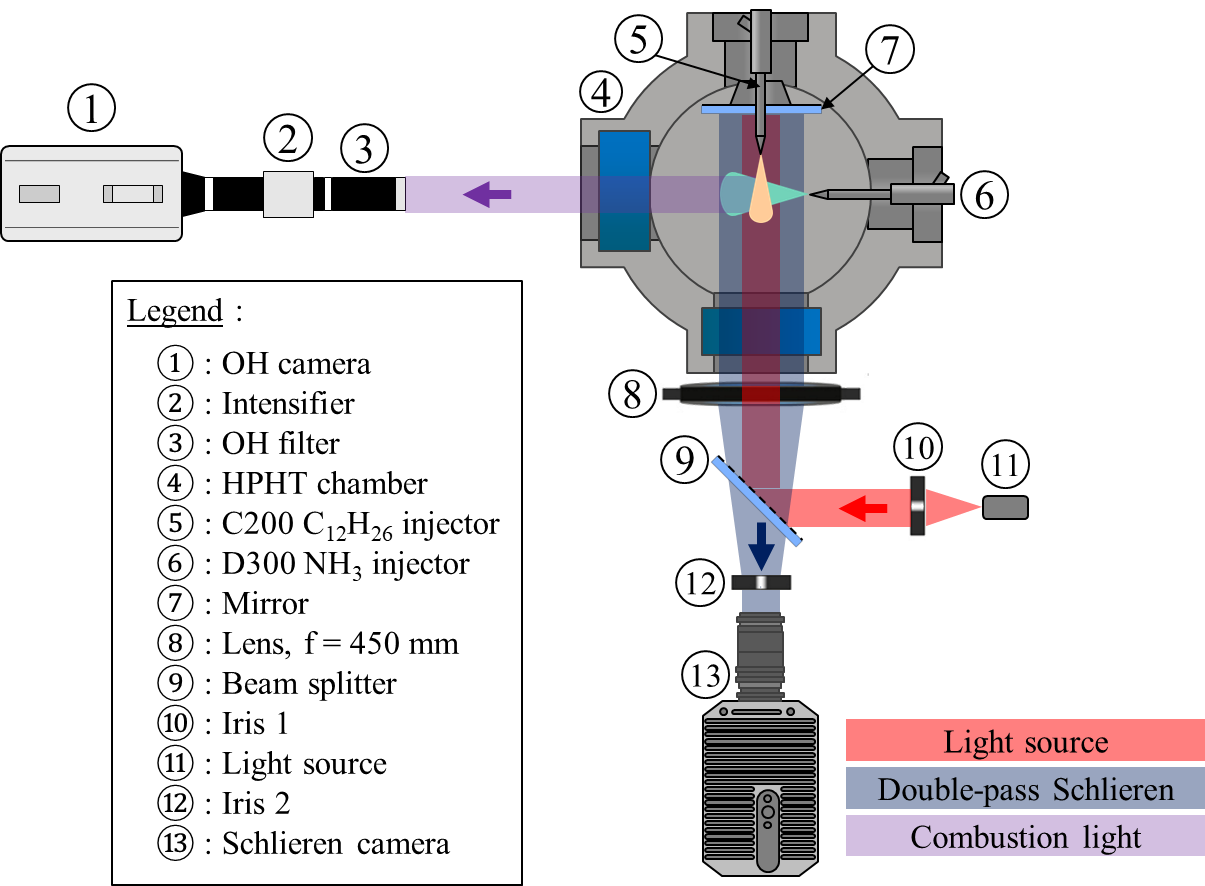 ①
②
③
④
⑤
⑥
⑦
⑧
⑨
⑩
⑪
⑫
⑬
Legend :
① : OH camera
② : Intensifier
③ : OH filter
④ : HPHT chamber
⑤ : C200 C₁₂H₂₆ injector
⑥ : D300 NH₃ injector
⑦ : Mirror
⑧ : Lens, f = 450 mm
⑨ : Beam splitter
⑩ : Iris 1
⑪ : Light source
⑫ : Iris 2
⑬ : Schlieren camera
Light source
Double-pass Schlieren
Combustion light